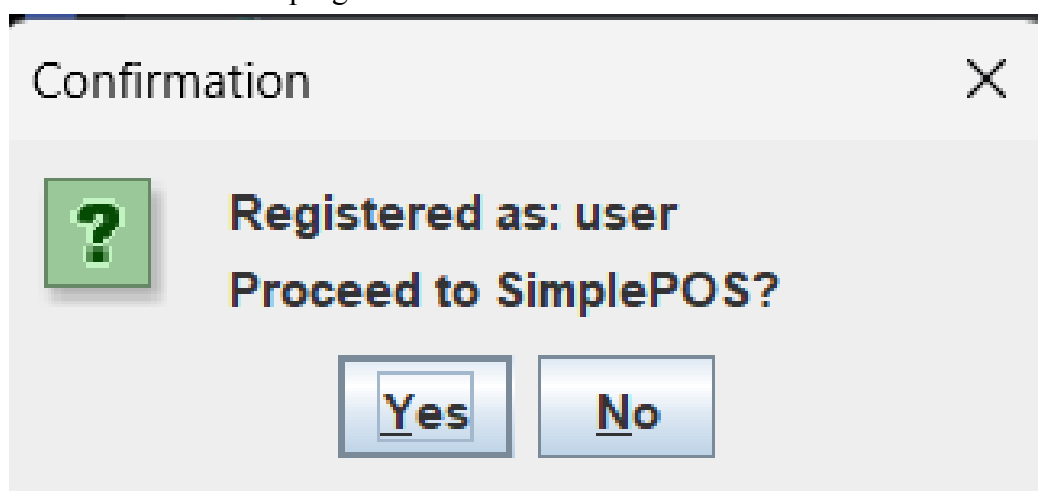 Confirmation
?
Registered as: user
Proceed to SimplePOS?
Yes No